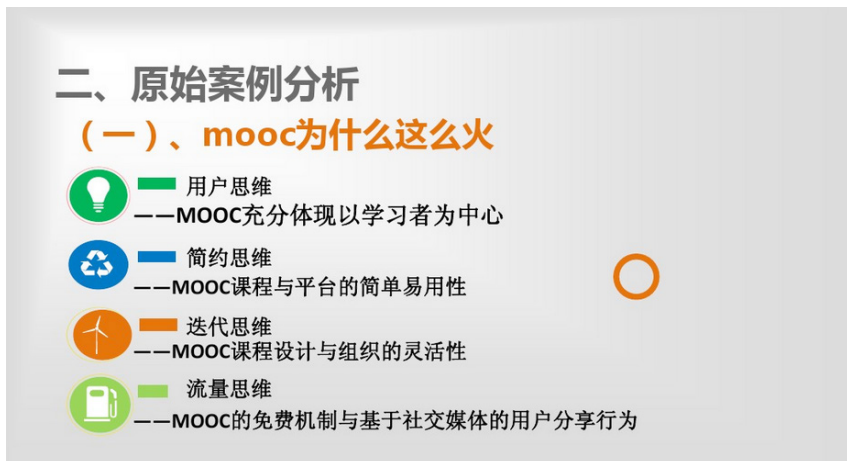 二、原始案例分析
（一）、mooc为什么这么火
用户思维
——MOOC充分体现以学习者为中心
简约思维
——MOOC课程与平台的简单易用性
迭代思维
——MOOC课程设计与组织的灵活性
流量思维
——MOOC的免费机制与基于社交媒体的用户分享行为